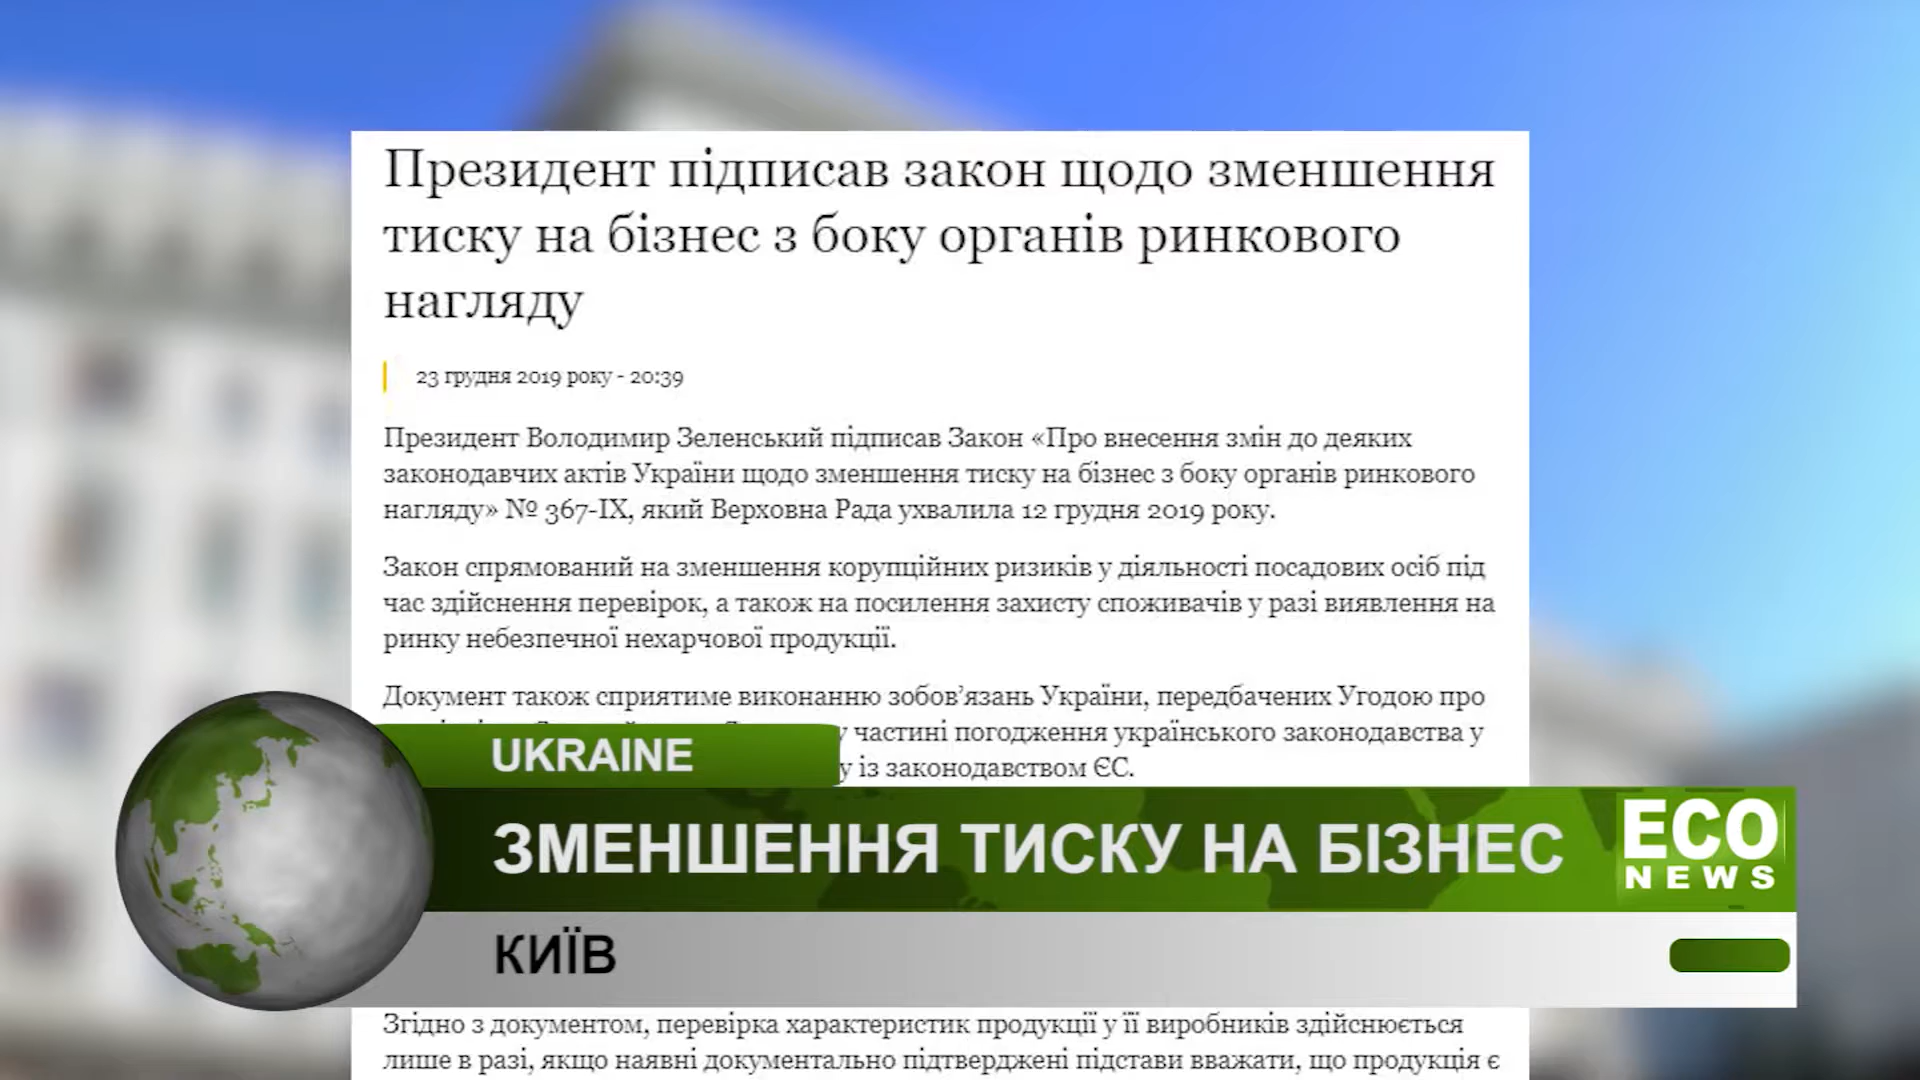 Президент підписав закон щодо зменшення
тиску на бізнес з боку органів ринкового
нагляду
23 грудня 2019 року - 20:39
Президент Володимир Зеленський підписав Закон «Про внесення змін до деяких
законодавчих актів України щодо зменшення тиску на бізнес з боку органів ринкового
нагляду» № 367-IX, який Верховна Рада ухвалила 12 грудня 2019 року.
Закон спрямований на зменшення корупційних ризиків у діяльності посадових осіб під
час здійснення перевірок, а також на посилення захисту споживачів у разі виявлення на
ринку небезпечної нехарчової продукції.
Документ також сприятиме виконанню зобов’язань України, передбачених Угодою про
у частині погодження українського законодавства у
у із законодавством ЄС.
UKRAINE
ЗМЕНШЕННЯ ТИСКУ НА БІЗНЕС
ECO
NEWS
КИЇВ
Згідно з документом, перевірка характеристик продукції у її виробників здійснюється
лише в разі, якщо наявні документально підтверджені підстави вважати, що продукція є